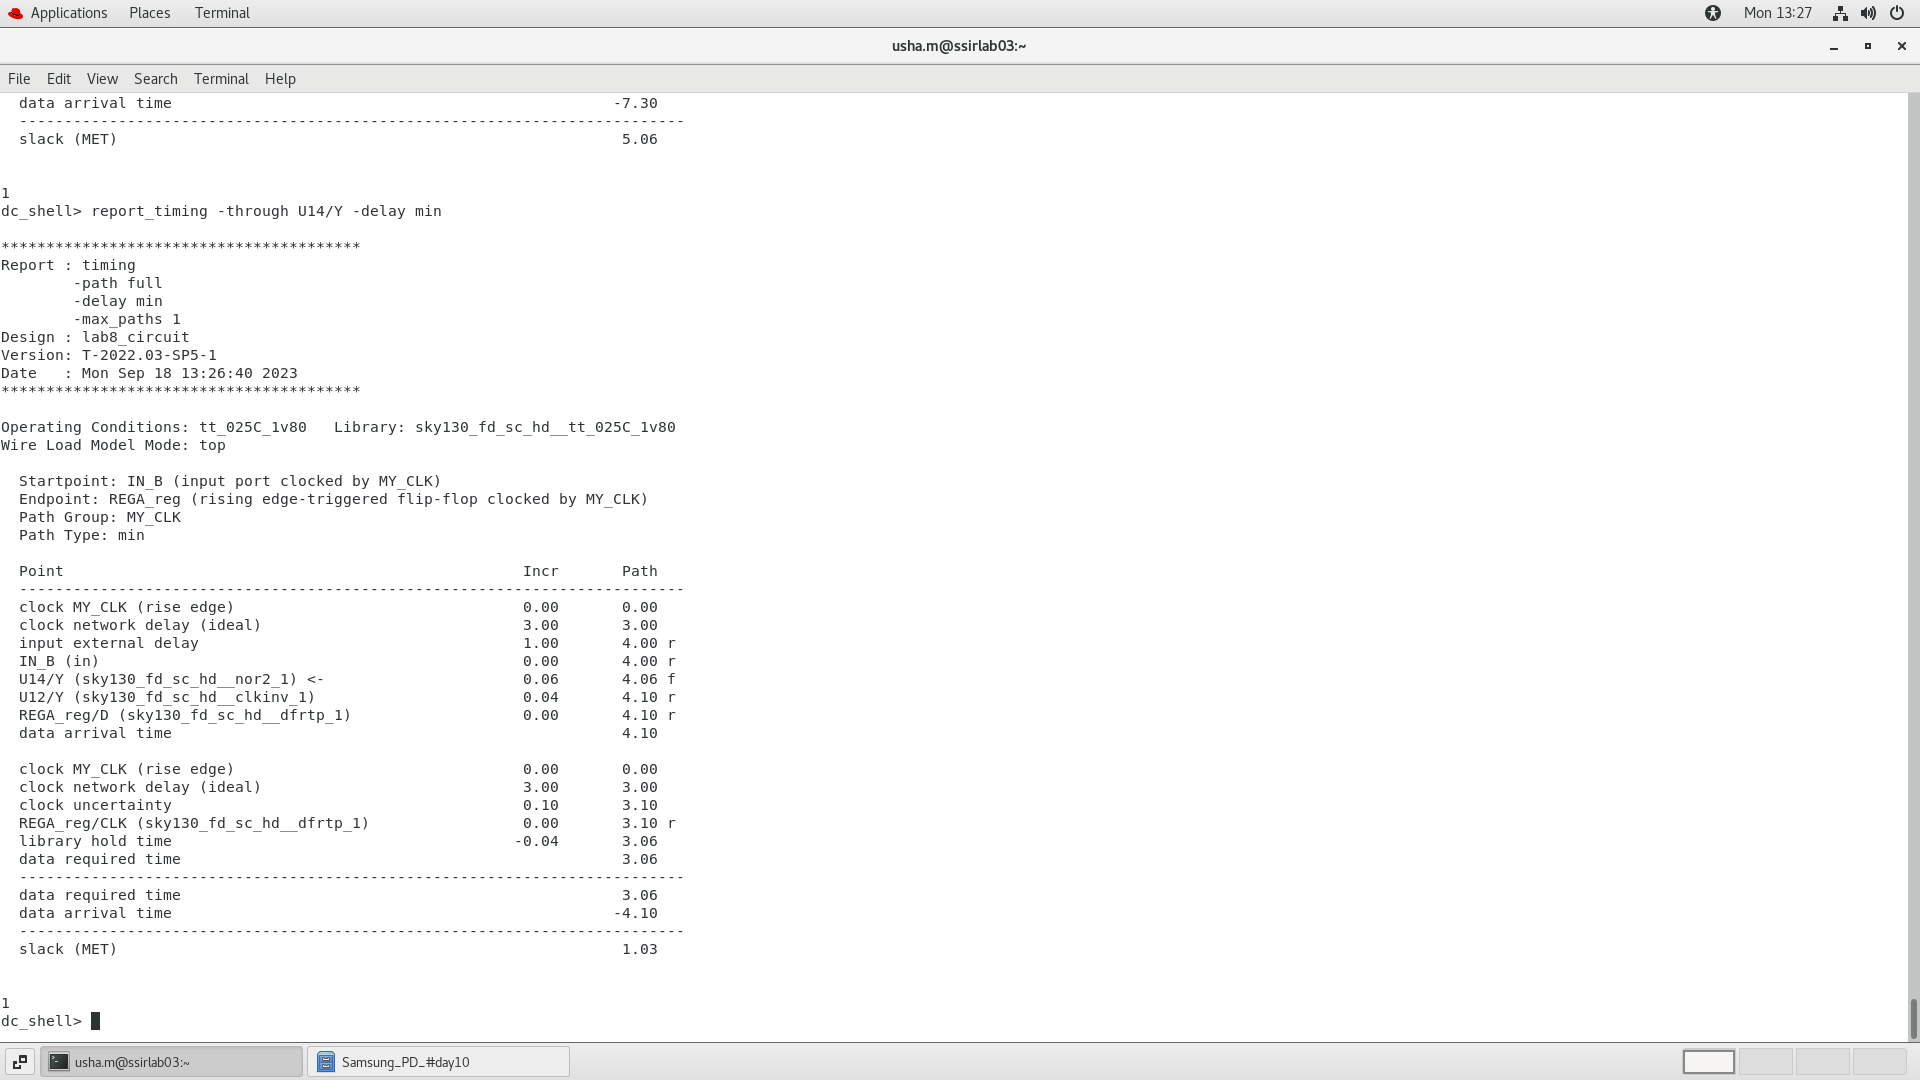 Applications Places Terminal Mon 13:27
usha.m@ssirlab03:~
File Edit View Search Terminal Help
  data arrival time                                                 -7.30
  --------------------------------------------------------------------------
  slack (MET)                                                        5.06
1
dc_shell> report_timing -through U14/Y -delay min
****************************************
Report : timing
        -path full
        -delay min
        -max_paths 1
Design : lab8_circuit
Version: T-2022.03-SP5-1
Date   : Mon Sep 18 13:26:40 2023
****************************************
Operating Conditions: tt_025C_1v80   Library: sky130_fd_sc_hd__tt_025C_1v80
Wire Load Model Mode: top
  Startpoint: IN_B (input port clocked by MY_CLK)
  Endpoint: REGA_reg (rising edge-triggered flip-flop clocked by MY_CLK)
  Path Group: MY_CLK
  Path Type: min
  Point                                                   Incr       Path
  --------------------------------------------------------------------------
  clock MY_CLK (rise edge)                                0.00       0.00
  clock network delay (ideal)                             3.00       3.00
  input external delay                                    1.00       4.00 r
  IN_B (in)                                               0.00       4.00 r
  U14/Y (sky130_fd_sc_hd__nor2_1) <-                      0.06       4.06 f
  U12/Y (sky130_fd_sc_hd__clkinv_1)                       0.04       4.10 r
  REGA_reg/D (sky130_fd_sc_hd__dfrtp_1)                   0.00       4.10 r
  data arrival time                                                  4.10
  clock MY_CLK (rise edge)                                0.00       0.00
  clock network delay (ideal)                             3.00       3.00
  clock uncertainty                                       0.10       3.10
  REGA_reg/CLK (sky130_fd_sc_hd__dfrtp_1)                 0.00       3.10 r
  library hold time                                      -0.04       3.06
  data required time                                                 3.06
  --------------------------------------------------------------------------
  data required time                                                 3.06
  data arrival time                                                 -4.10
  --------------------------------------------------------------------------
  slack (MET)                                                        1.03
1
dc_shell>
usha.m@ssirlab03:~ Samsung_PD_#day10